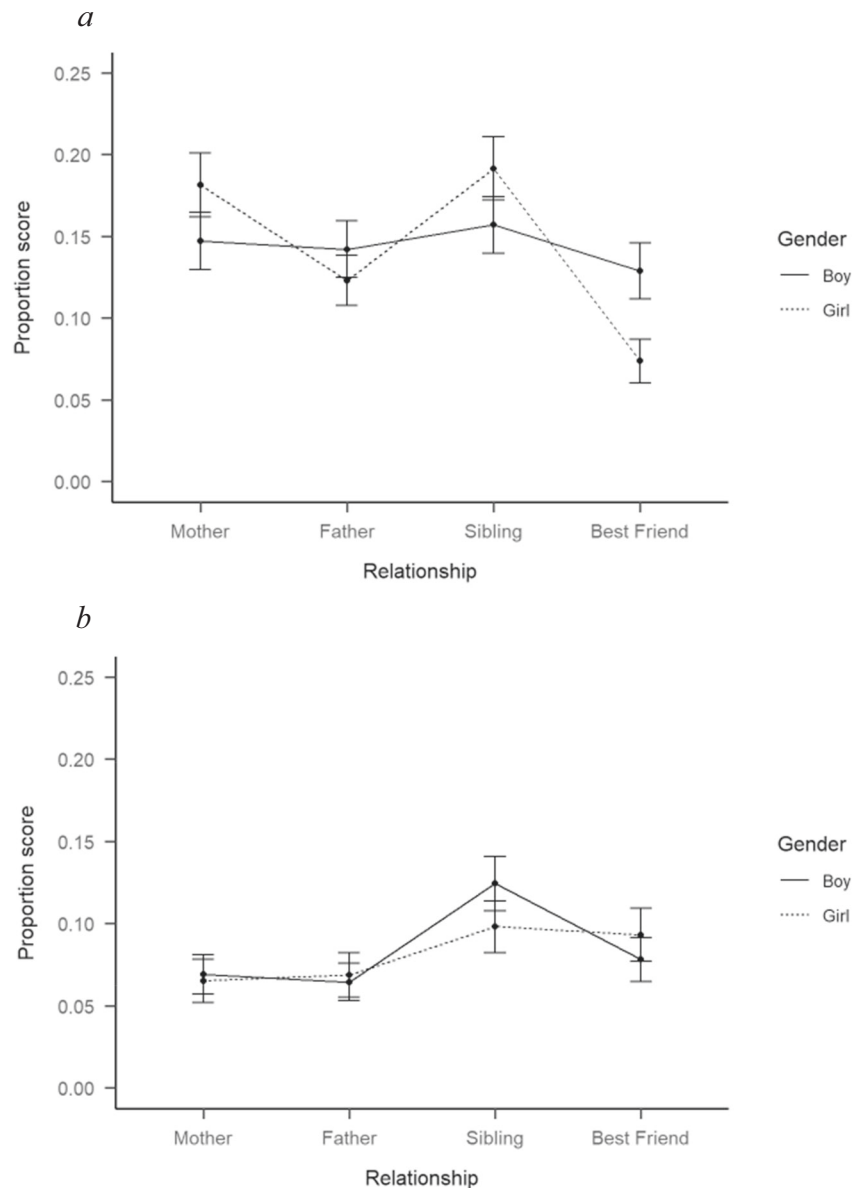 a
0.25
0.20
0.15
0.10
0.05
0.00
Proportion score
Mother Father Sibling Best Friend
Relationship
Gender
Boy
Girl
b
0.25
0.20
0.15
0.10
0.05
0.00
Proportion score
Mother Father Sibling Best Friend
Relationship
Gender
Boy
Girl